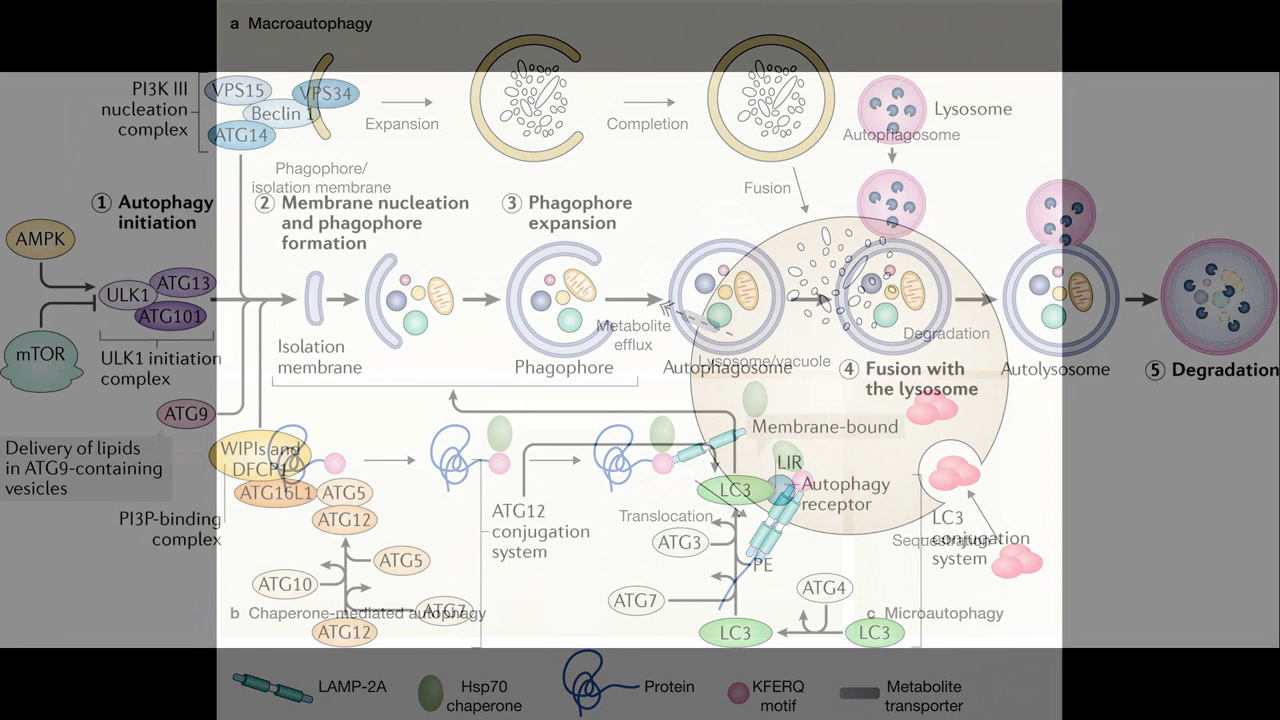 a Macroautophagy
PI3K III
nucleation
complex
VPS15
VPS34
Beclin 1
ATG14
Expansion
Completion
Lysosome
Autophagosome
Phagophore/
isolation membrane
Fusion
① Autophagy
initiation
② Membrane nucleation
and phagophore
formation
③ Phagophore
expansion
AMPK
ULK1
ATG13
ATG101
mTOR
ULK1 initiation
complex
Isolation
membrane
Phagophore
Metabolite
efflux
Degradation
Lysosome/vacuole
Autophagosome
④ Fusion with
the lysosome
Autolysosome
⑤ Degradation
ATG9
Delivery of lipids
in ATG9-containing
vesicles
WIPIs and
DFCP1
ATG16L1
ATG5
ATG12
PI3P-binding
complex
ATG12
conjugation
system
ATG5
ATG10
ATG7
ATG12
Membrane-bound
LIR
LC3
Autophagy
receptor
Translocation
ATG3
PE
ATG7
ATG4
LC3
LC3
LC3
conjugation
system
Sequestration
b Chaperone-mediated autophagy
c Microautophagy
LAMP-2A
Hsp70
chaperone
Protein
KFERQ
motif
Metabolite
transporter